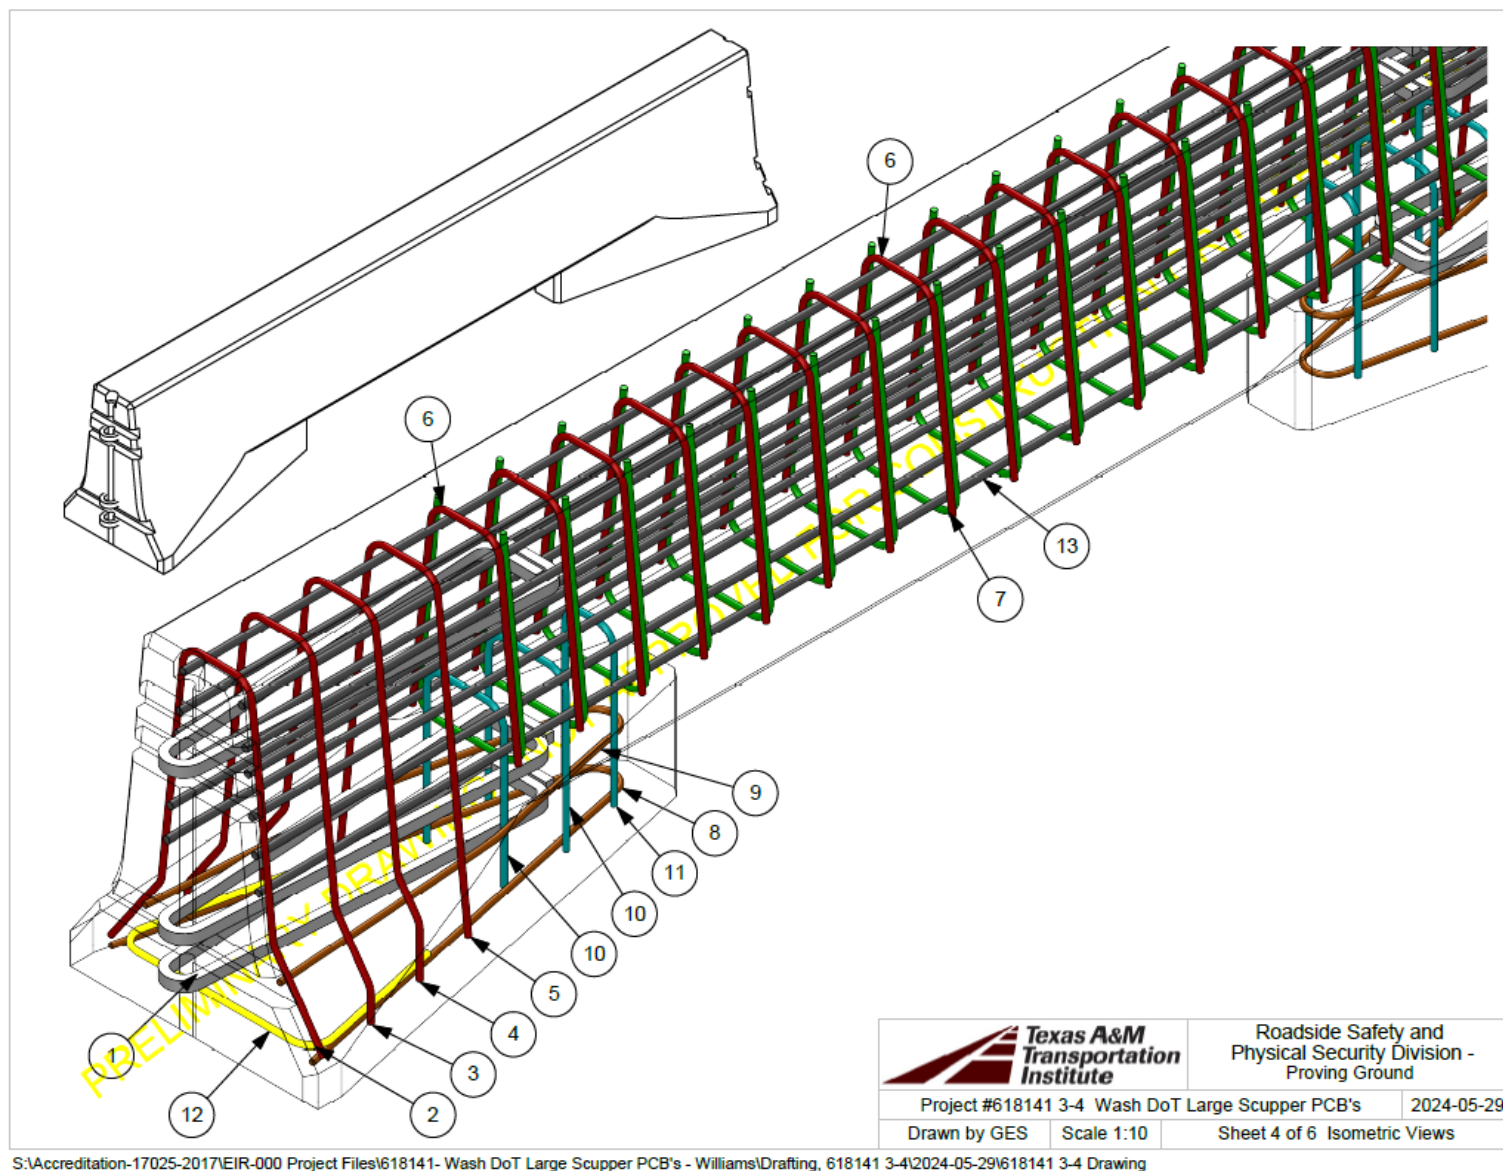 6
6
13
7
9
8
11
10
10
5
4
3
2
1
12
PRELIMINARY DRAWING, NOT APPROVED FOR CONSTRUCTION
Texas A&M
Transportation
Institute
Roadside Safety and
Physical Security Division -
Proving Ground
Project #618141 3-4 Wash DoT Large Scupper PCB's
2024-05-29
Drawn by GES
Scale 1:10
Sheet 4 of 6 Isometric Views
S:\Accreditation-17025-2017\EIR-000 Project Files\618141- Wash DoT Large Scupper PCB's - Williams\Drafting, 618141 3-4\2024-05-29\618141 3-4 Drawing